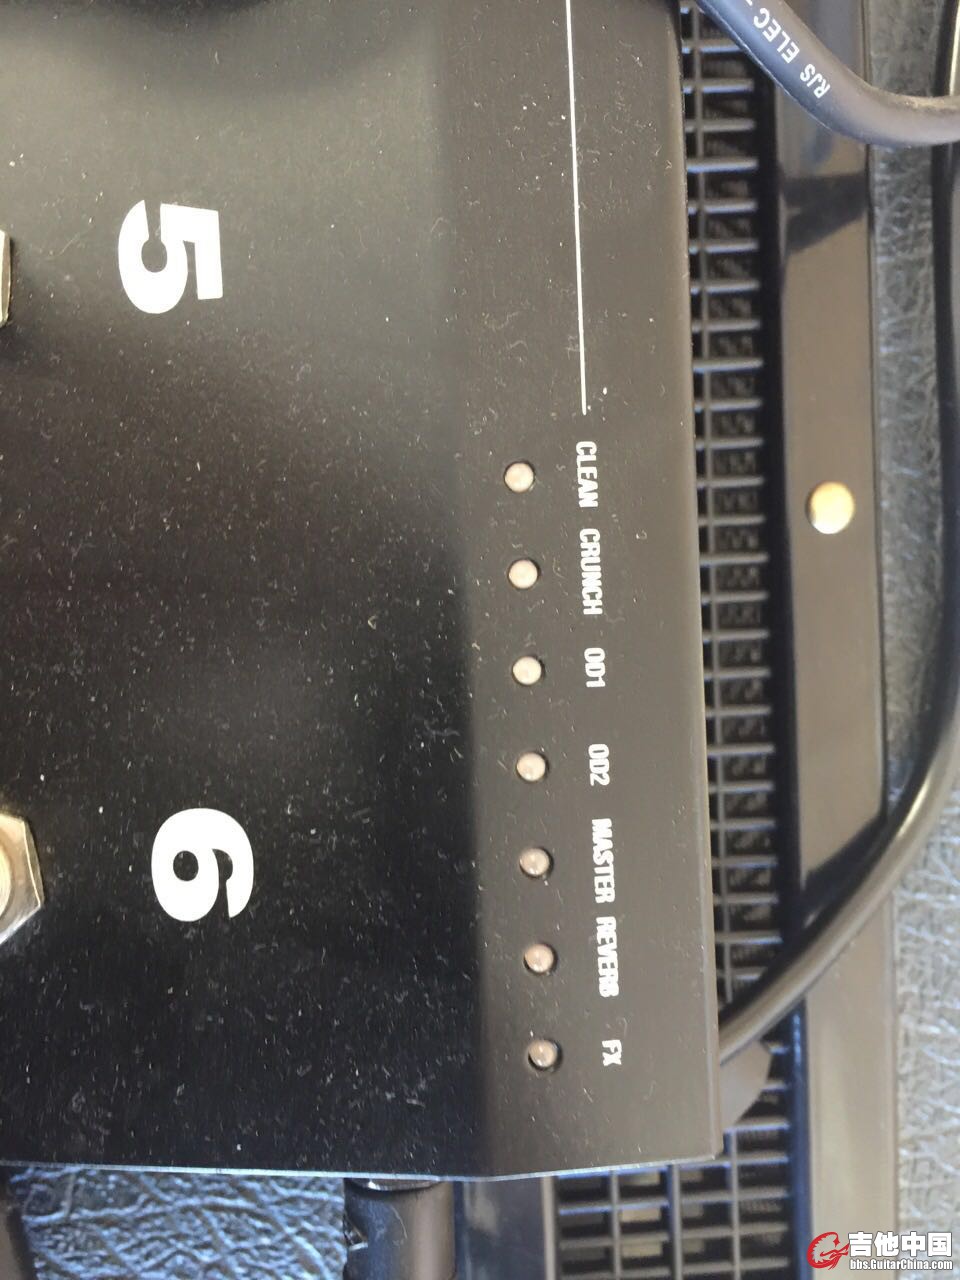 RJS ELEC
5
CLEAN CRUNCH OD1 OD2 MASTER REVERB FX
6
吉他中国
bbs.GuitarChina.com